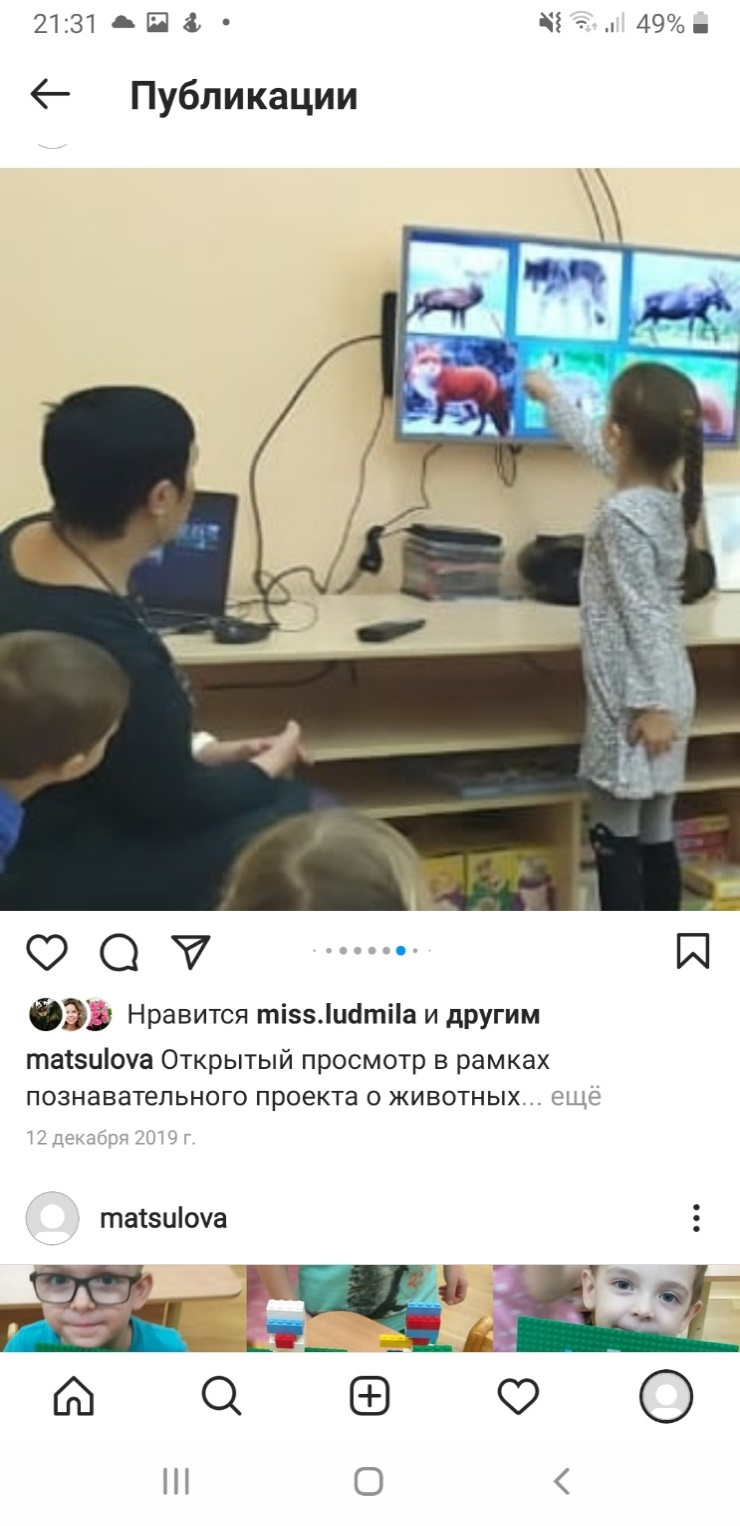 21:31
49%
Публикации
Нравится miss.ludmila и другим
matsulova Открытый просмотр в рамках
познавательного проекта о животных... ещё
12 декабря 2019 г.
matsulova